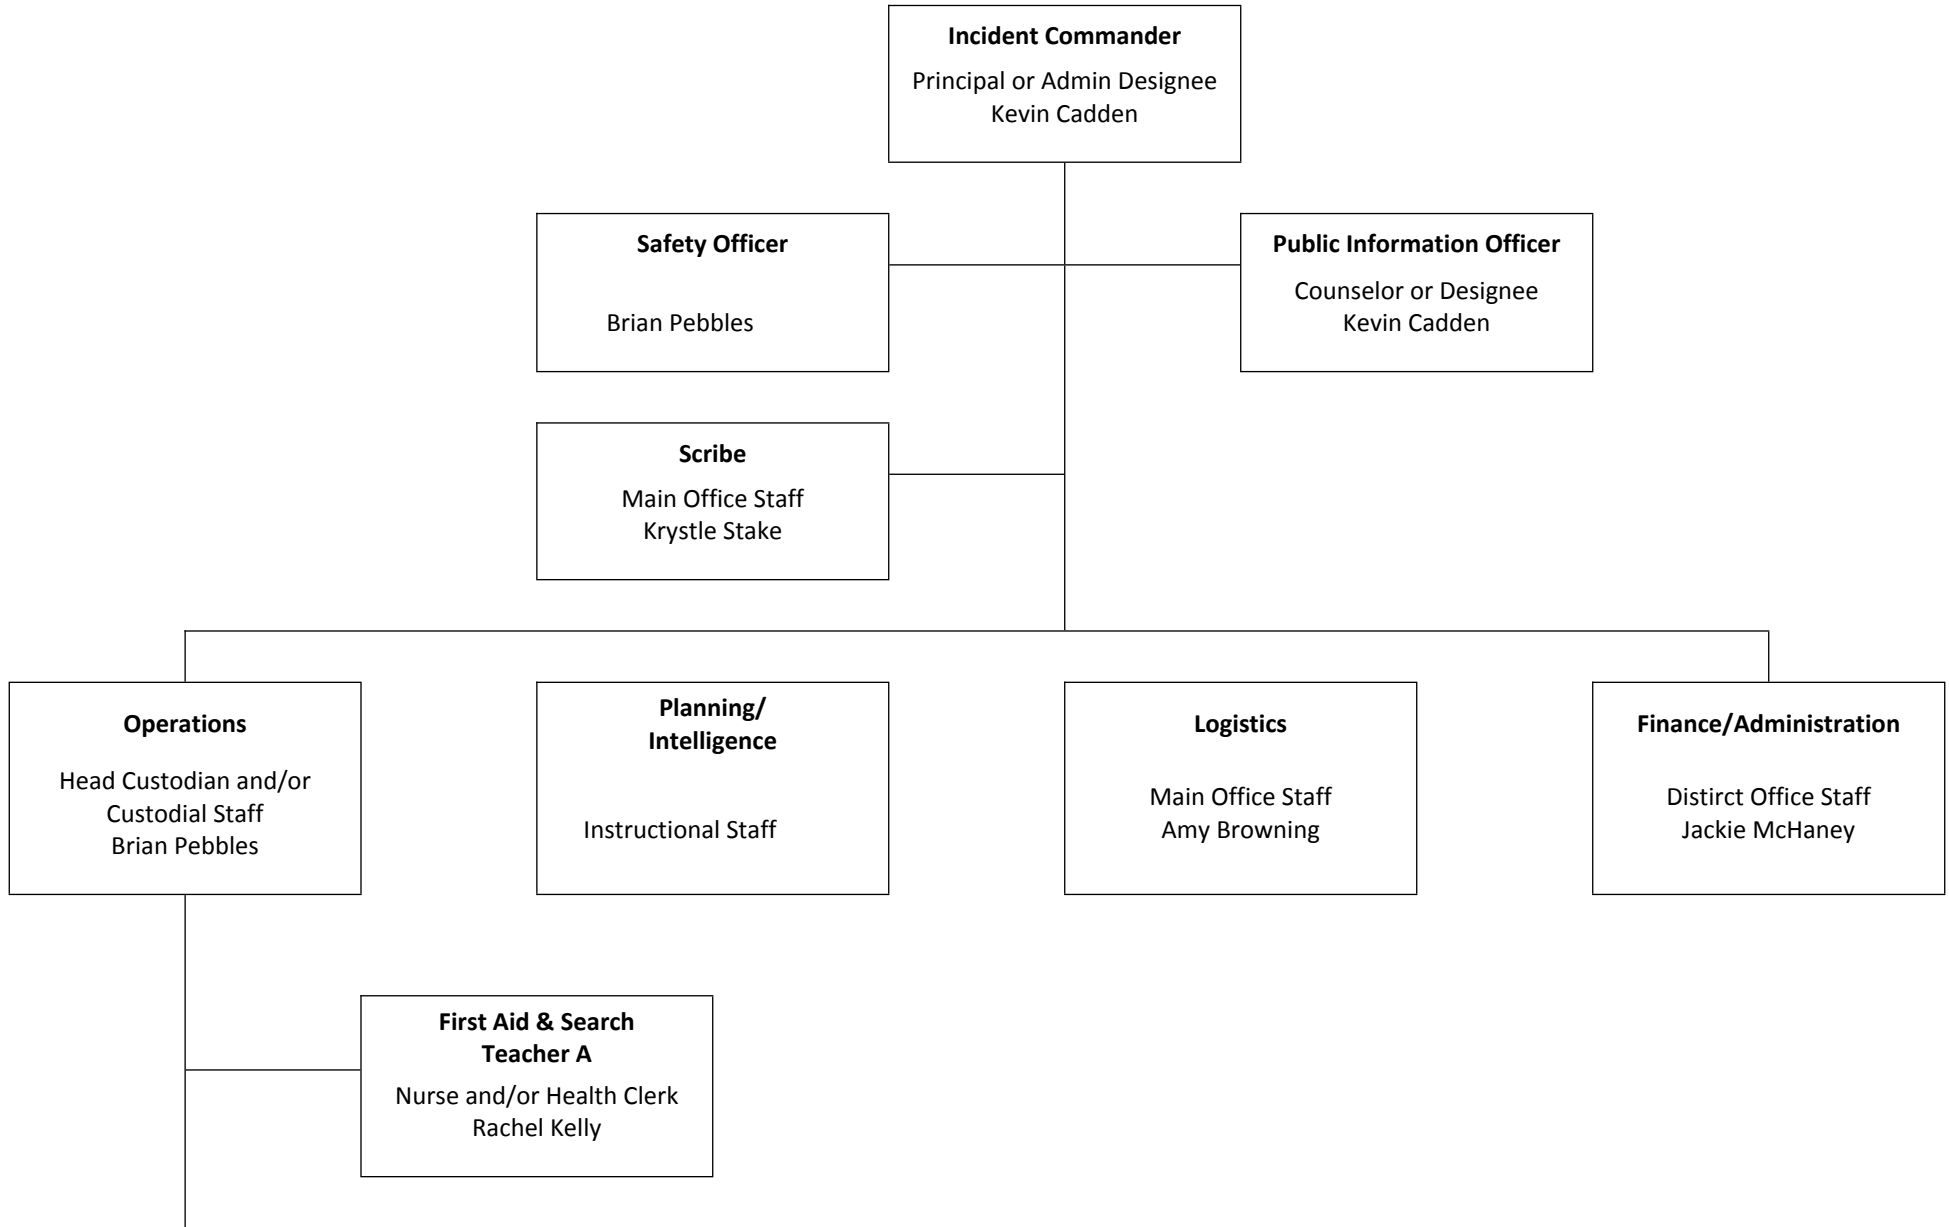 Incident Commander
Principal or Admin Designee
Kevin Cadden
Safety Officer
Brian Pebbles
Public Information Officer
Counselor or Designee
Kevin Cadden
Scribe
Main Office Staff
Krystle Stake
Operations
Head Custodian and/or
Custodial Staff
Brian Pebbles
Planning/
Intelligence
Instructional Staff
Logistics
Main Office Staff
Amy Browning
Finance/Administration
Distirct Office Staff
Jackie McHaney
First Aid & Search
Teacher A
Nurse and/or Health Clerk
Rachel Kelly